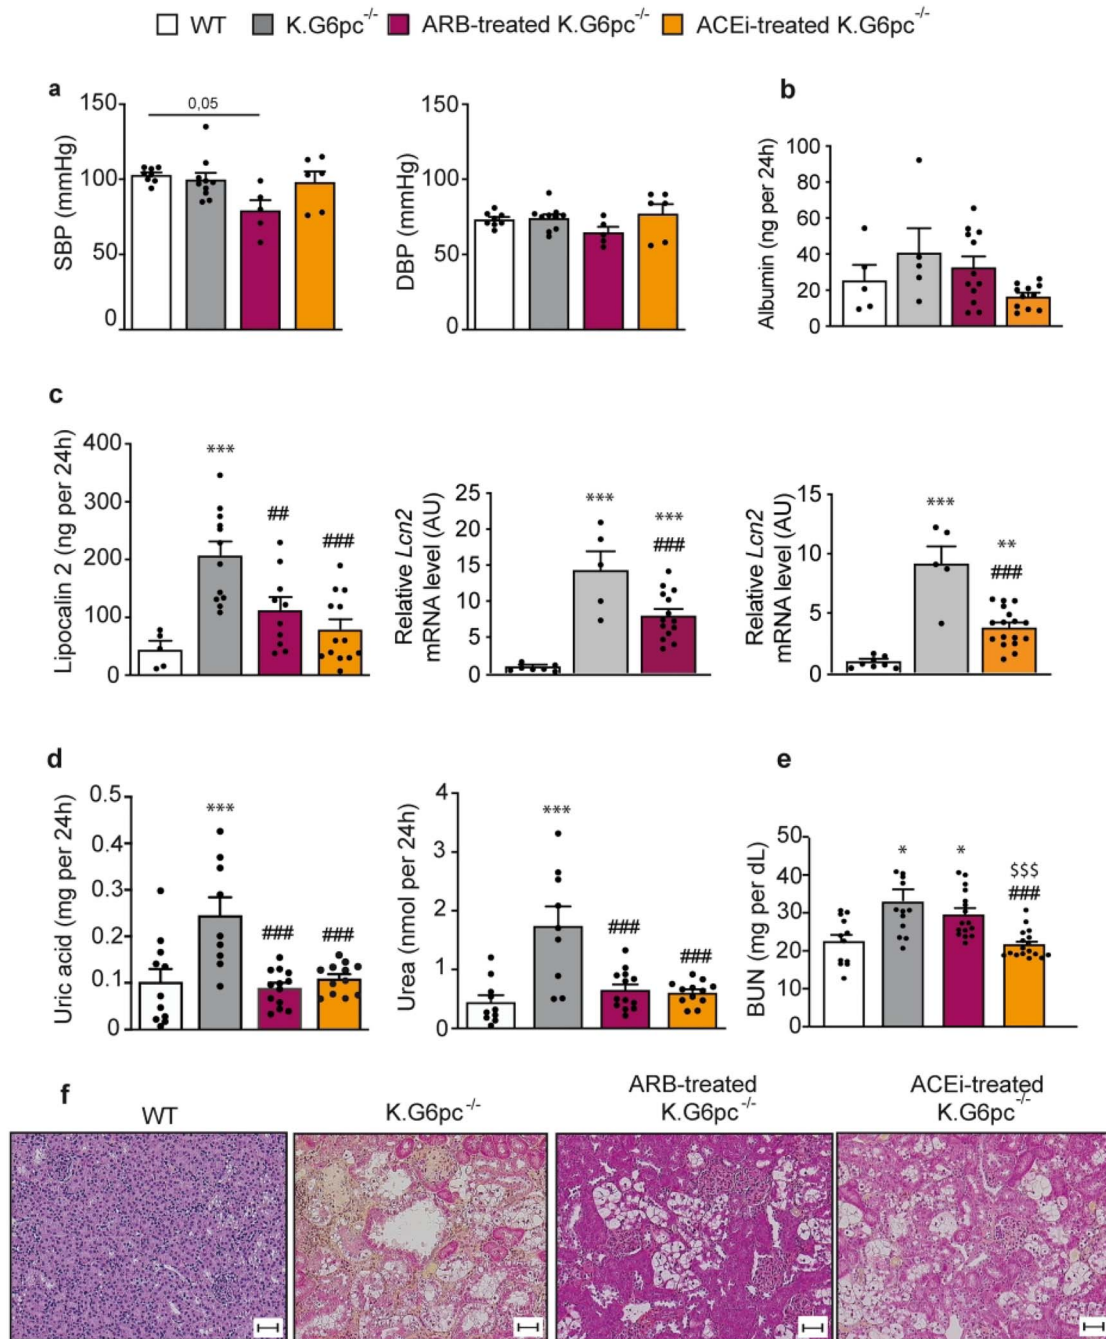 WT K.G6pc-/- ARB-treated K.G6pc-/- ACEi-treated K.G6pc-/-
a
SBP (mmHg)
150
100
50
0
0,05
DBP (mmHg)
150
100
50
0
b
Albumin (ng per 24h)
100
80
60
40
20
0
c
Lipocalin 2 (ng per 24h)
400
300
200
100
0
***
##
###
Relative Lcn2
mRNA level (AU)
25
20
15
10
5
0
***
***
###
Relative Lcn2
mRNA level (AU)
15
10
5
0
***
**
###
d
Uric acid (mg per 24h)
0.5
0.4
0.3
0.2
0.1
0
***
###
###
Urea (nmol per 24h)
4
3
2
1
0
***
###
###
e
BUN (mg per dL)
50
40
30
20
10
0
*
*
$$$
###
f
WT
K.G6pc-/-
ARB-treated
K.G6pc-/-
ACEi-treated
K.G6pc-/-